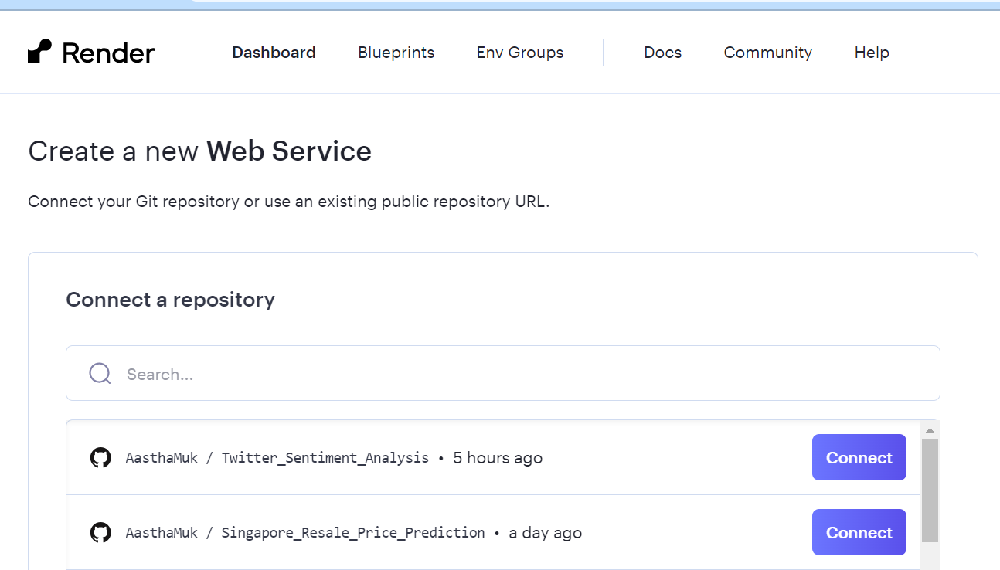 Render Dashboard Blueprints Env Groups Docs Community Help
Create a new Web Service
Connect your Git repository or use an existing public repository URL.
Connect a repository
Search...
AasthaMuk / Twitter_Sentiment_Analysis • 5 hours ago Connect
AasthaMuk / Singapore_Resale_Price_Prediction • a day ago Connect